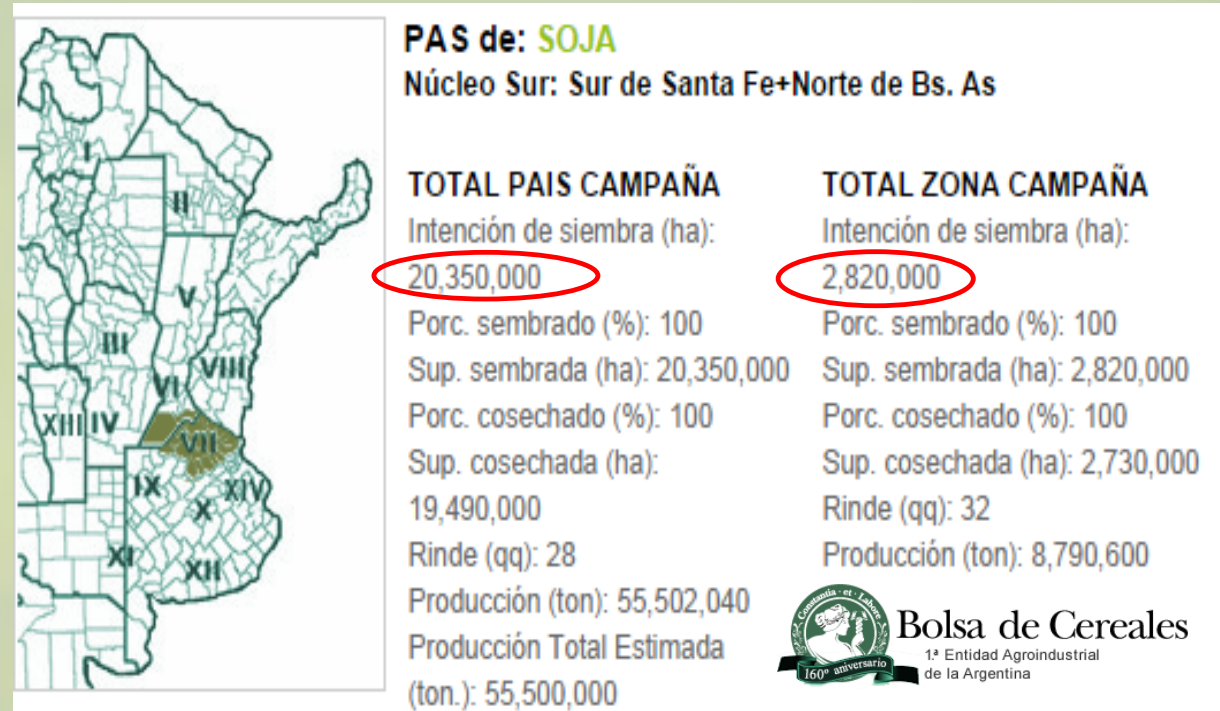 PAS de: SOJA
Núcleo Sur: Sur de Santa Fe+Norte de Bs. As
TOTAL PAIS CAMPAÑA
Intención de siembra (ha):
20,350,000
Porc. sembrado (%): 100
Sup. sembrada (ha): 20,350,000
Porc. cosechado (%): 100
Sup. cosechada (ha):
19,490,000
Rinde (qq): 28
Producción (ton): 55,502,040
Producción Total Estimada
(ton.): 55,500,000
TOTAL ZONA CAMPAÑA
Intención de siembra (ha):
2,820,000
Porc. sembrado (%): 100
Sup. sembrada (ha): 2,820,000
Porc. cosechado (%): 100
Sup. cosechada (ha): 2,730,000
Rinde (qq): 32
Producción (ton): 8,790,600
I
II
V
III
VI
VIII
XIII
IV
VII
IX
XIV
X
XI
XII
Constantia · et · Labore
160º aniversario
Bolsa de Cereales
1.ª Entidad Agroindustrial
de la Argentina